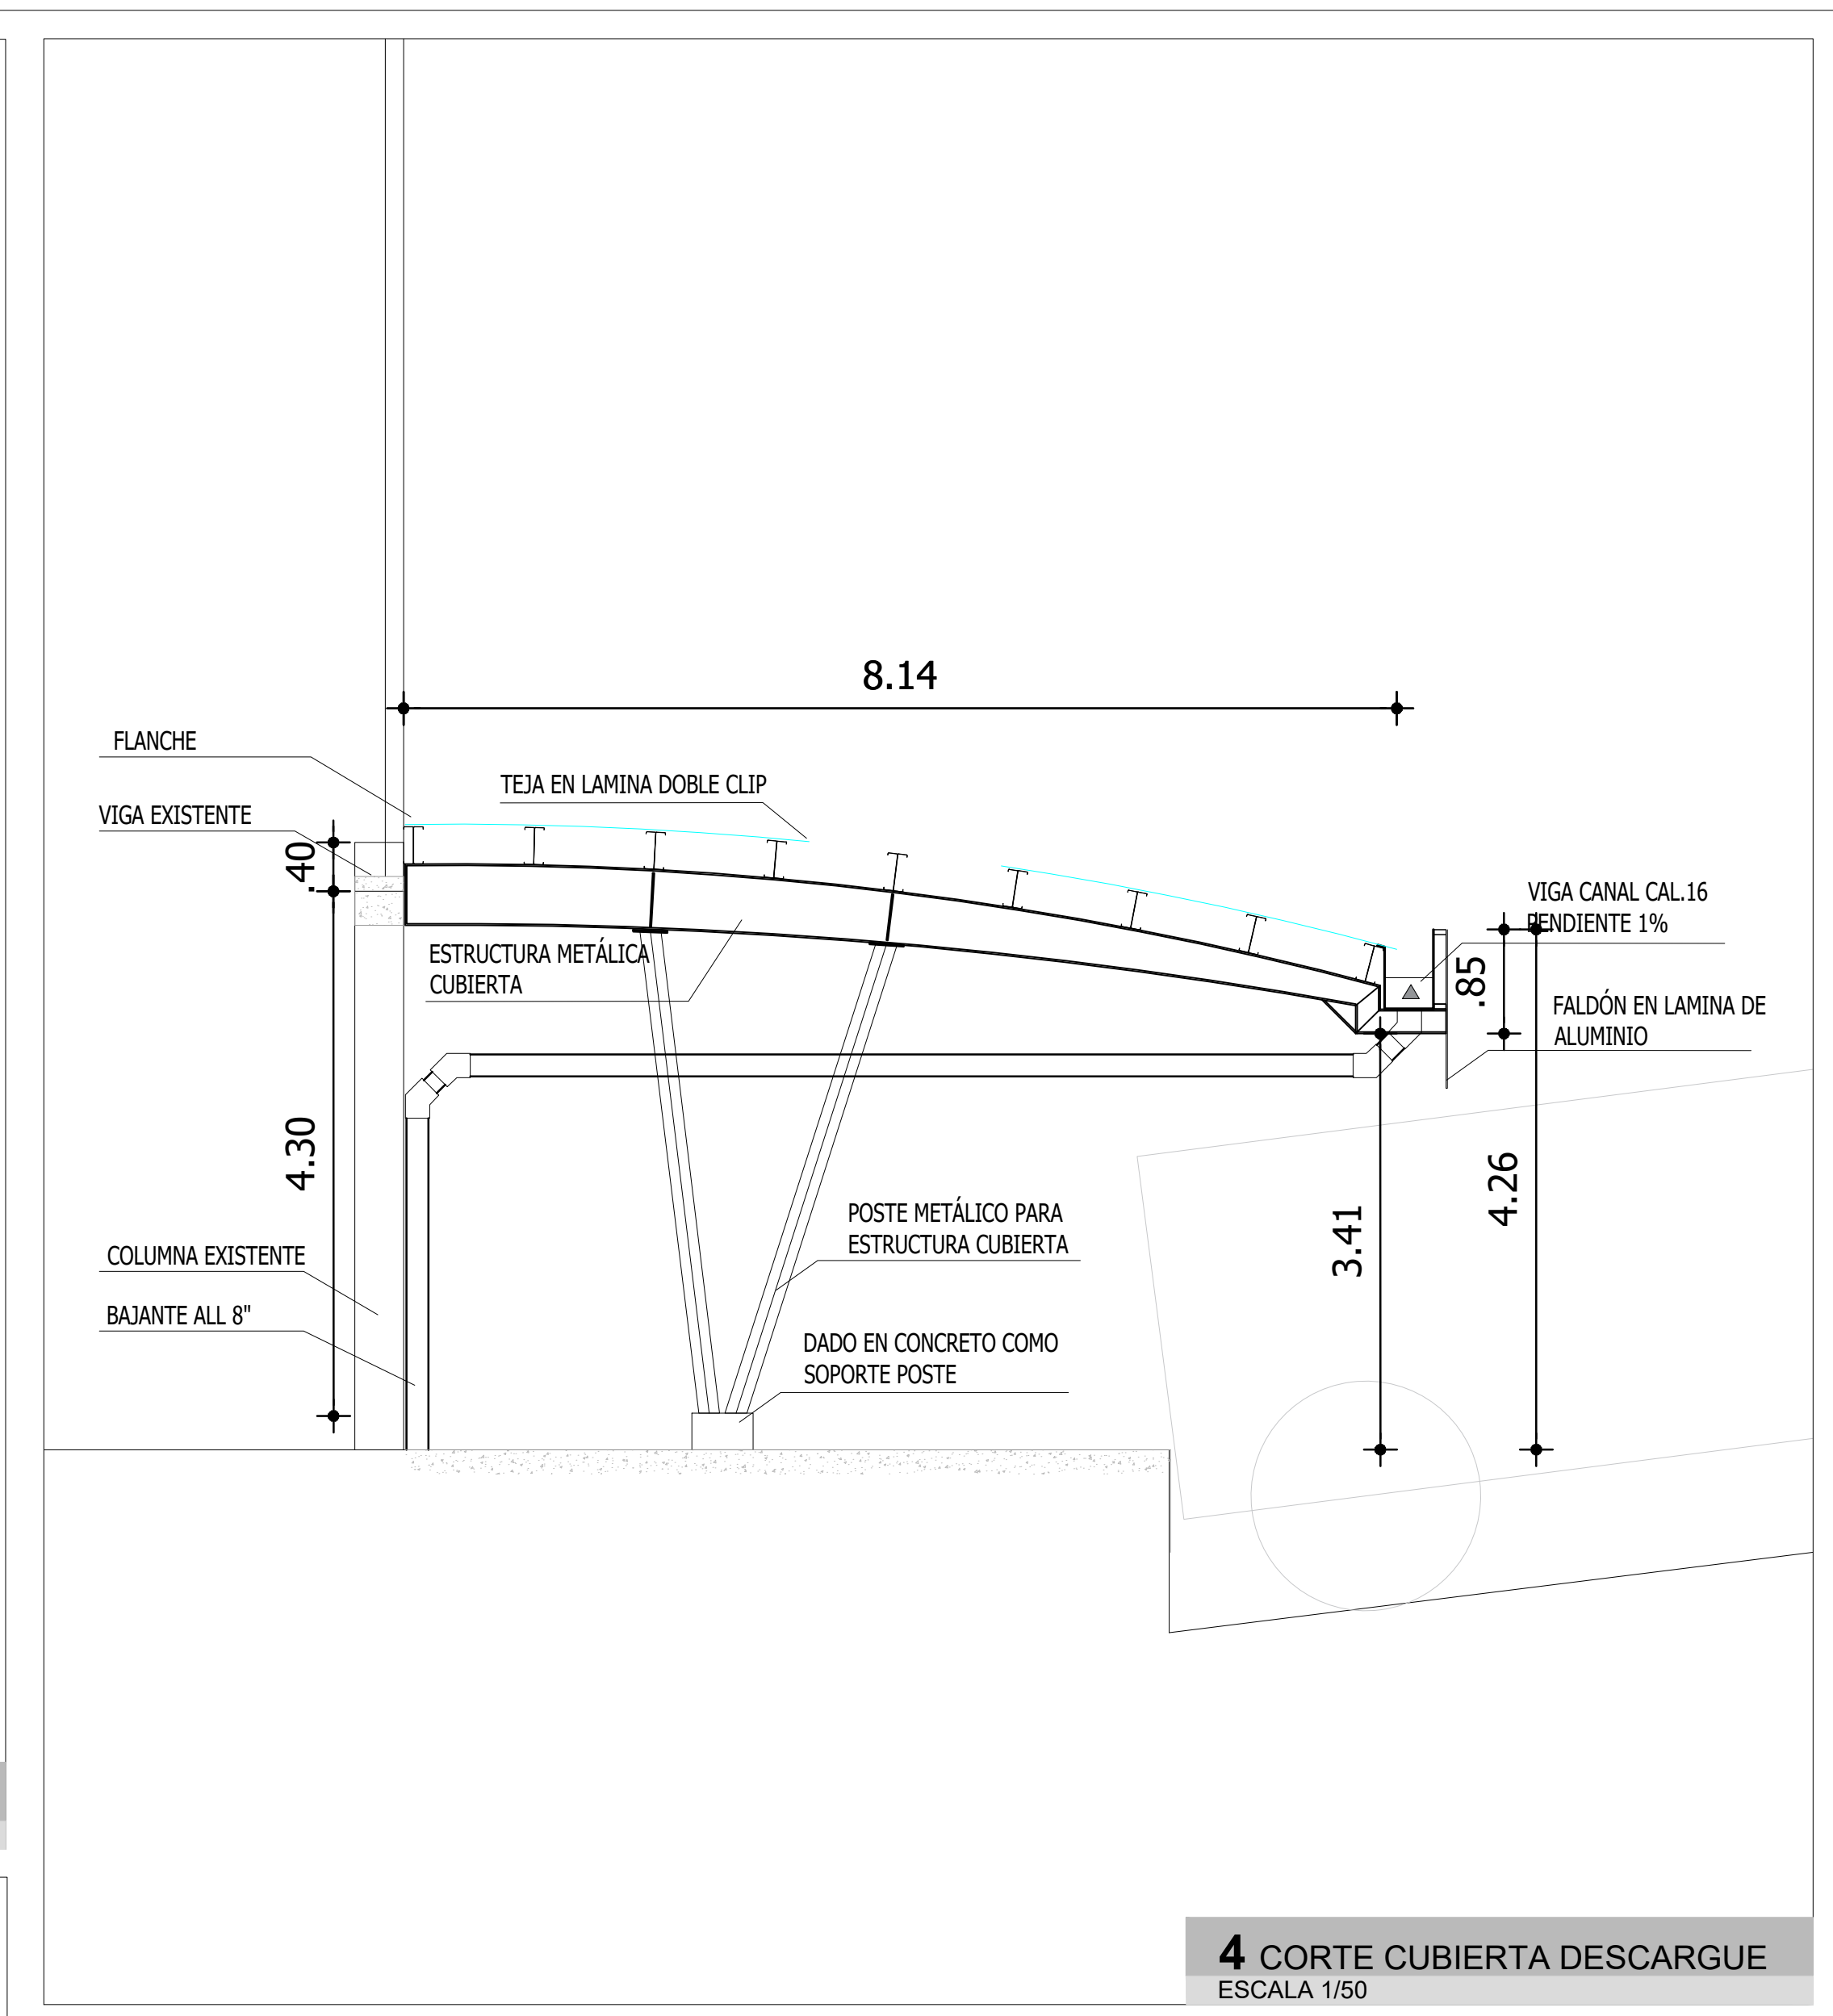 8.14
FLANCHE
TEJA EN LAMINA DOBLE CLIP
VIGA EXISTENTE
.40
VIGA CANAL CAL.16
PENDIENTE 1%
ESTRUCTURA METÁLICA
CUBIERTA
.85
FALDÓN EN LAMINA DE
ALUMINIO
4.30
4.26
3.41
POSTE METÁLICO PARA
ESTRUCTURA CUBIERTA
COLUMNA EXISTENTE
BAJANTE ALL 8"
DADO EN CONCRETO COMO
SOPORTE POSTE
4 CORTE CUBIERTA DESCARGUE
ESCALA 1/50